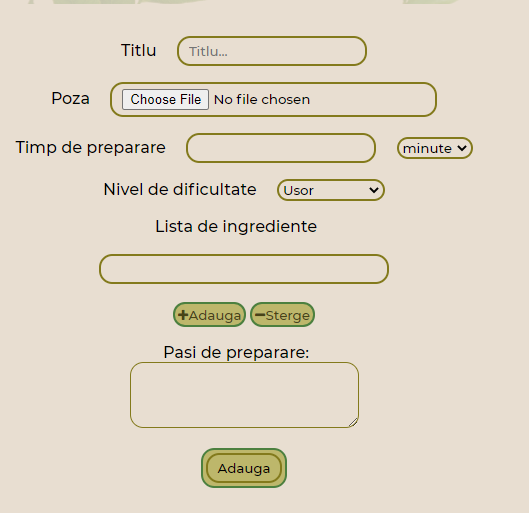 Titlu Titlu...
Poza Choose File No file chosen
Timp de preparare minute
Nivel de dificultate Usor
Lista de ingrediente
+Adauga −Sterge
Pasi de preparare:
Adauga